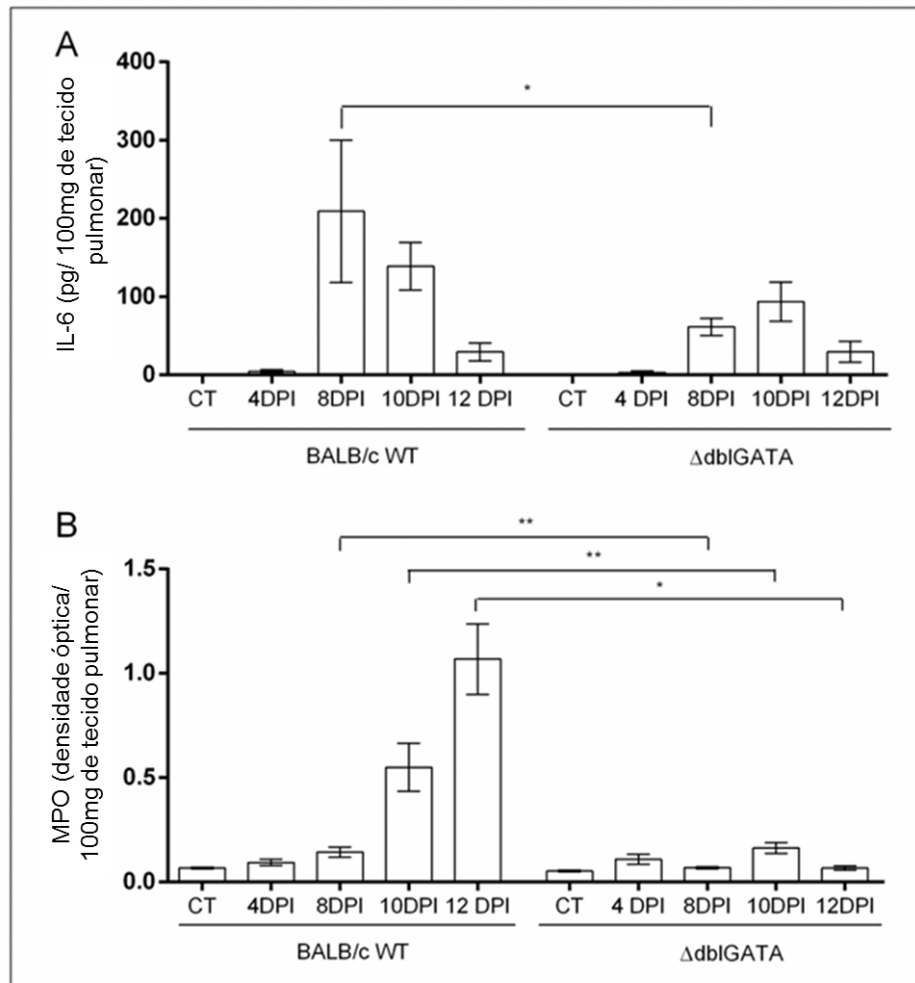 A
IL-6 (pg/ 100mg de tecido
pulmonar)
400
300
200
100
0
*
CT 4DPI 8DPI 10DPI 12 DPI CT 4 DPI 8DPI 10DPI 12DPI
BALB/c WT ΔdblGATA
B
MPO (densidade óptica/
100mg de tecido pulmonar)
1.5
1.0
0.5
0.0
**
**
*
CT 4DPI 8DPI 10DPI 12 DPI CT 4 DPI 8DPI 10DPI 12DPI
BALB/c WT ΔdblGATA